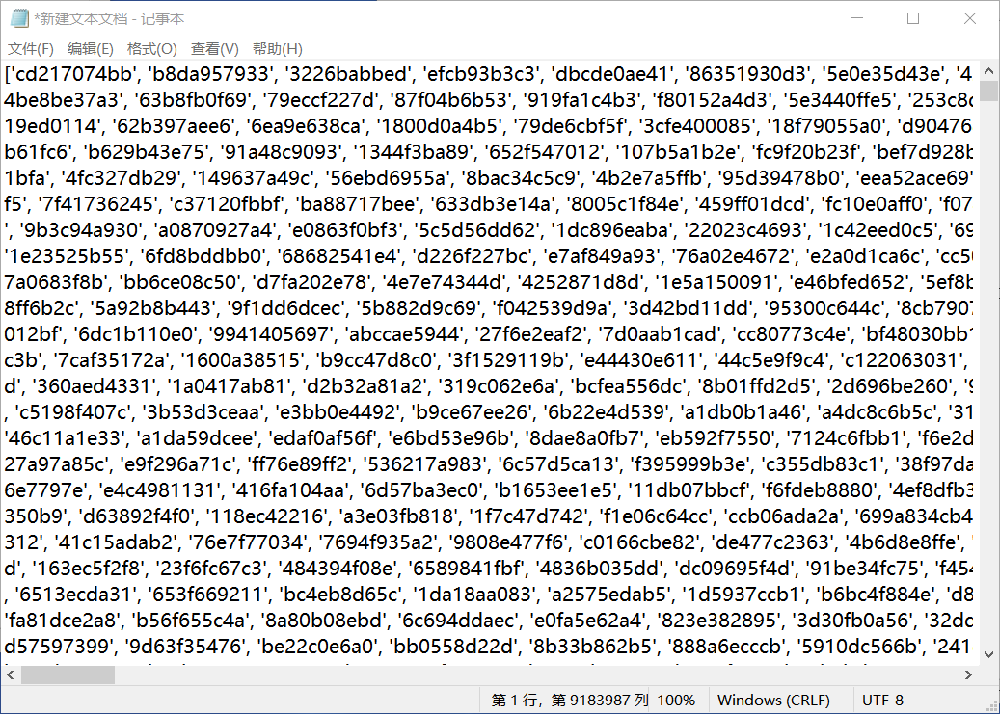 *新建文本文档 - 记事本
文件(F) 编辑(E) 格式(O) 查看(V) 帮助(H)
['cd217074bb', 'b8da957933', '3226babbed', 'efcb93b3c3', 'dbcde0ae41', '86351930d3', '5e0e35d43e', '4
4be8be37a3', '63b8fb0f69', '79eccf227d', '87f04b6b53', '919fa1c4b3', 'f80152a4d3', '5e3440ffe5', '253c8c
19ed0114', '62b397aee6', '6ea9e638ca', '1800d0a4b5', '79de6cbf5f', '3cfe400085', '18f79055a0', 'd90476
b61fc6', 'b629b43e75', '91a48c9093', '1344f3ba89', '652f547012', '107b5a1b2e', 'fc9f20b23f', 'bef7d928b
1bfa', '4fc327db29', '149637a49c', '56ebd6955a', '8bac34c5c9', '4b2e7a5ffb', '95d39478b0', 'eea52ace69'
f5', '7f41736245', 'c37120fbbf', 'ba88717bee', '633db3e14a', '8005c1f84e', '459ff01dcd', 'fc10e0aff0', 'f07
', '9b3c94a930', 'a0870927a4', 'e0863f0bf3', '5c5d56dd62', '1dc896eaba', '22023c4693', '1c42eed0c5', '69
'1e23525b55', '6fd8bddbb0', '68682541e4', 'd226f227bc', 'e7af849a93', '76a02e4672', 'e2a0d1ca6c', 'cc50
7a0683f8b', 'bb6ce08c50', 'd7fa202e78', '4e7e74344d', '4252871d8d', '1e5a150091', 'e46bfed652', '5ef8b
8ff6b2c', '5a92b8b443', '9f1dd6dcec', '5b882d9c69', 'f042539d9a', '3d42bd11dd', '95300c644c', '8cb7907
012bf', '6dc1b110e0', '9941405697', 'abccae5944', '27f6e2eaf2', '7d0aab1cad', 'cc80773c4e', 'bf48030bb1
c3b', '7caf35172a', '1600a38515', 'b9cc47d8c0', '3f1529119b', 'e44430e611', '44c5e9f9c4', 'c122063031',
d', '360aed4331', '1a0417ab81', 'd2b32a81a2', '319c062e6a', 'bcfea556dc', '8b01ffd2d5', '2d696be260', '9
, 'c5198f407c', '3b53d3ceaa', 'e3bb0e4492', 'b9ce67ee26', '6b22e4d539', 'a1db0b1a46', 'a4dc8c6b5c', '31
'46c11a1e33', 'a1da59dcee', 'edaf0af56f', 'e6bd53e96b', '8dae8a0fb7', 'eb592f7550', '7124c6fbb1', 'f6e2d
27a97a85c', 'e9f296a71c', 'ff76e89ff2', '536217a983', '6c57d5ca13', 'f395999b3e', 'c355db83c1', '38f97da
6e7797e', 'e4c4981131', '416fa104aa', '6d57ba3ec0', 'b1653ee1e5', '11db07bbcf', 'f6fdeb8880', '4ef8dfb3
350b9', 'd63892f4f0', '118ec42216', 'a3e03fb818', '1f7c47d742', 'f1e06c64cc', 'ccb06ada2a', '699a834cb4
312', '41c15adab2', '76e7f77034', '7694f935a2', '9808e477f6', 'c0166cbe82', 'de477c2363', '4b6d8e8ffe', '
d', '163ec5f2f8', '23f6fc67c3', '484394f08e', '6589841fbf', '4836b035dd', 'dc09695f4d', '91be34fc75', 'f454
, '6513ecda31', '653f669211', 'bc4eb8d65c', '1da18aa083', 'a2575edab5', '1d5937ccb1', 'b6bc4f884e', 'd8
'fa81dce2a8', 'b56f655c4a', '8a80b08ebd', '6c694ddaec', 'e0fa5e62a4', '823e382895', '3d30fb0a56', '32dc
d57597399', '9d63f35476', 'be22c0e6a0', 'bb0558d22d', '8b33b862b5', '888a6ecccb', '5910dc566b', '241
第 1 行，第 9183987 列 100% Windows (CRLF) UTF-8